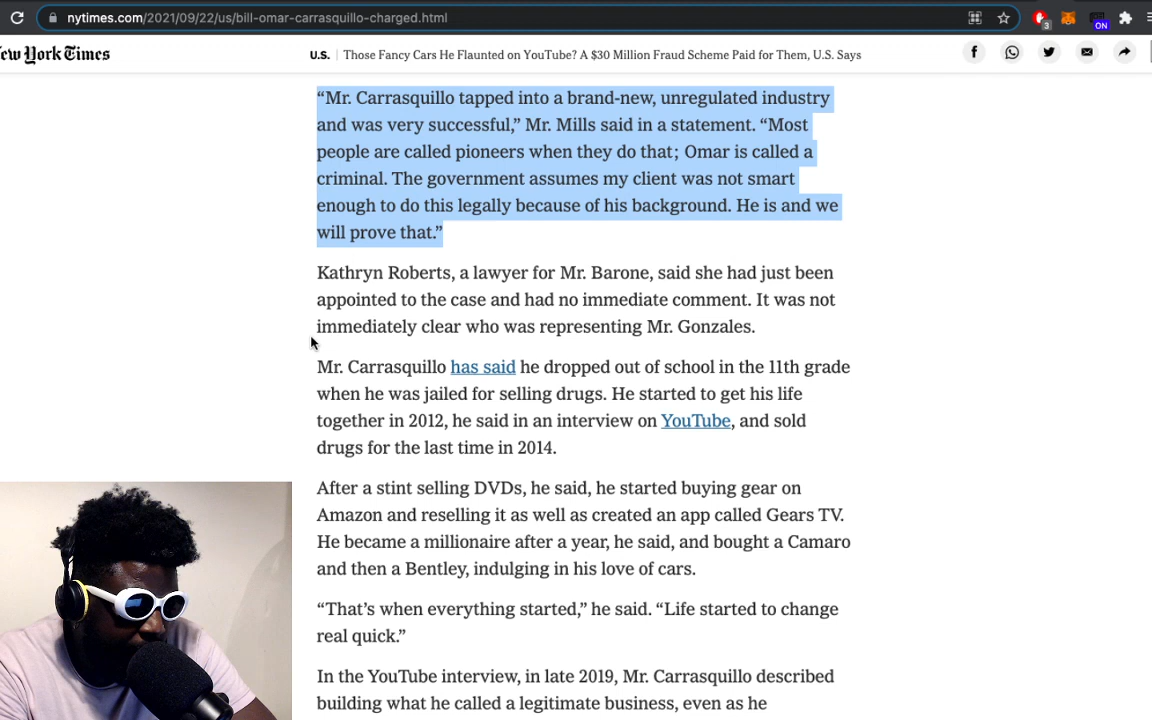 nytimes.com/2021/09/22/us/bill-omar-carrasquillo-charged.html
3
ON
ew York Times
U.S. | Those Fancy Cars He Flaunted on YouTube? A $30 Million Fraud Scheme Paid for Them, U.S. Says
“Mr. Carrasquillo tapped into a brand-new, unregulated industry
and was very successful,” Mr. Mills said in a statement. “Most
people are called pioneers when they do that; Omar is called a
criminal. The government assumes my client was not smart
enough to do this legally because of his background. He is and we
will prove that.”
Kathryn Roberts, a lawyer for Mr. Barone, said she had just been
appointed to the case and had no immediate comment. It was not
immediately clear who was representing Mr. Gonzales.
Mr. Carrasquillo has said he dropped out of school in the 11th grade
when he was jailed for selling drugs. He started to get his life
together in 2012, he said in an interview on YouTube, and sold
drugs for the last time in 2014.
After a stint selling DVDs, he said, he started buying gear on
Amazon and reselling it as well as created an app called Gears TV.
He became a millionaire after a year, he said, and bought a Camaro
and then a Bentley, indulging in his love of cars.
“That’s when everything started,” he said. “Life started to change
real quick.”
In the YouTube interview, in late 2019, Mr. Carrasquillo described
building what he called a legitimate business, even as he